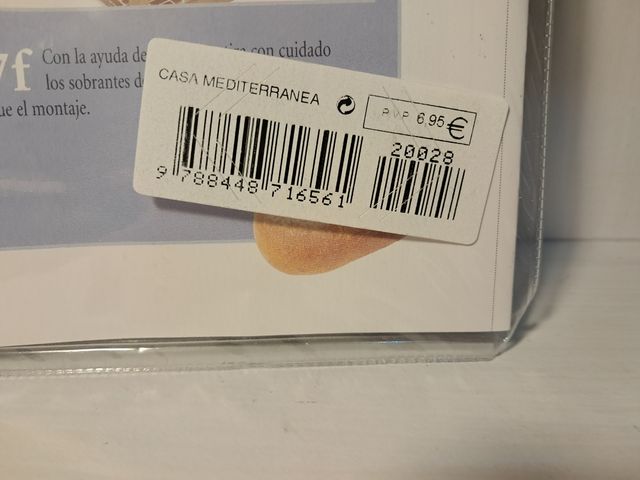 7f Con la ayuda de con cuidado
los sobrantes
ue el montaje.
CASA MEDITERRANEA
P.V.P. 6,95 €
20028
9 788448 716561